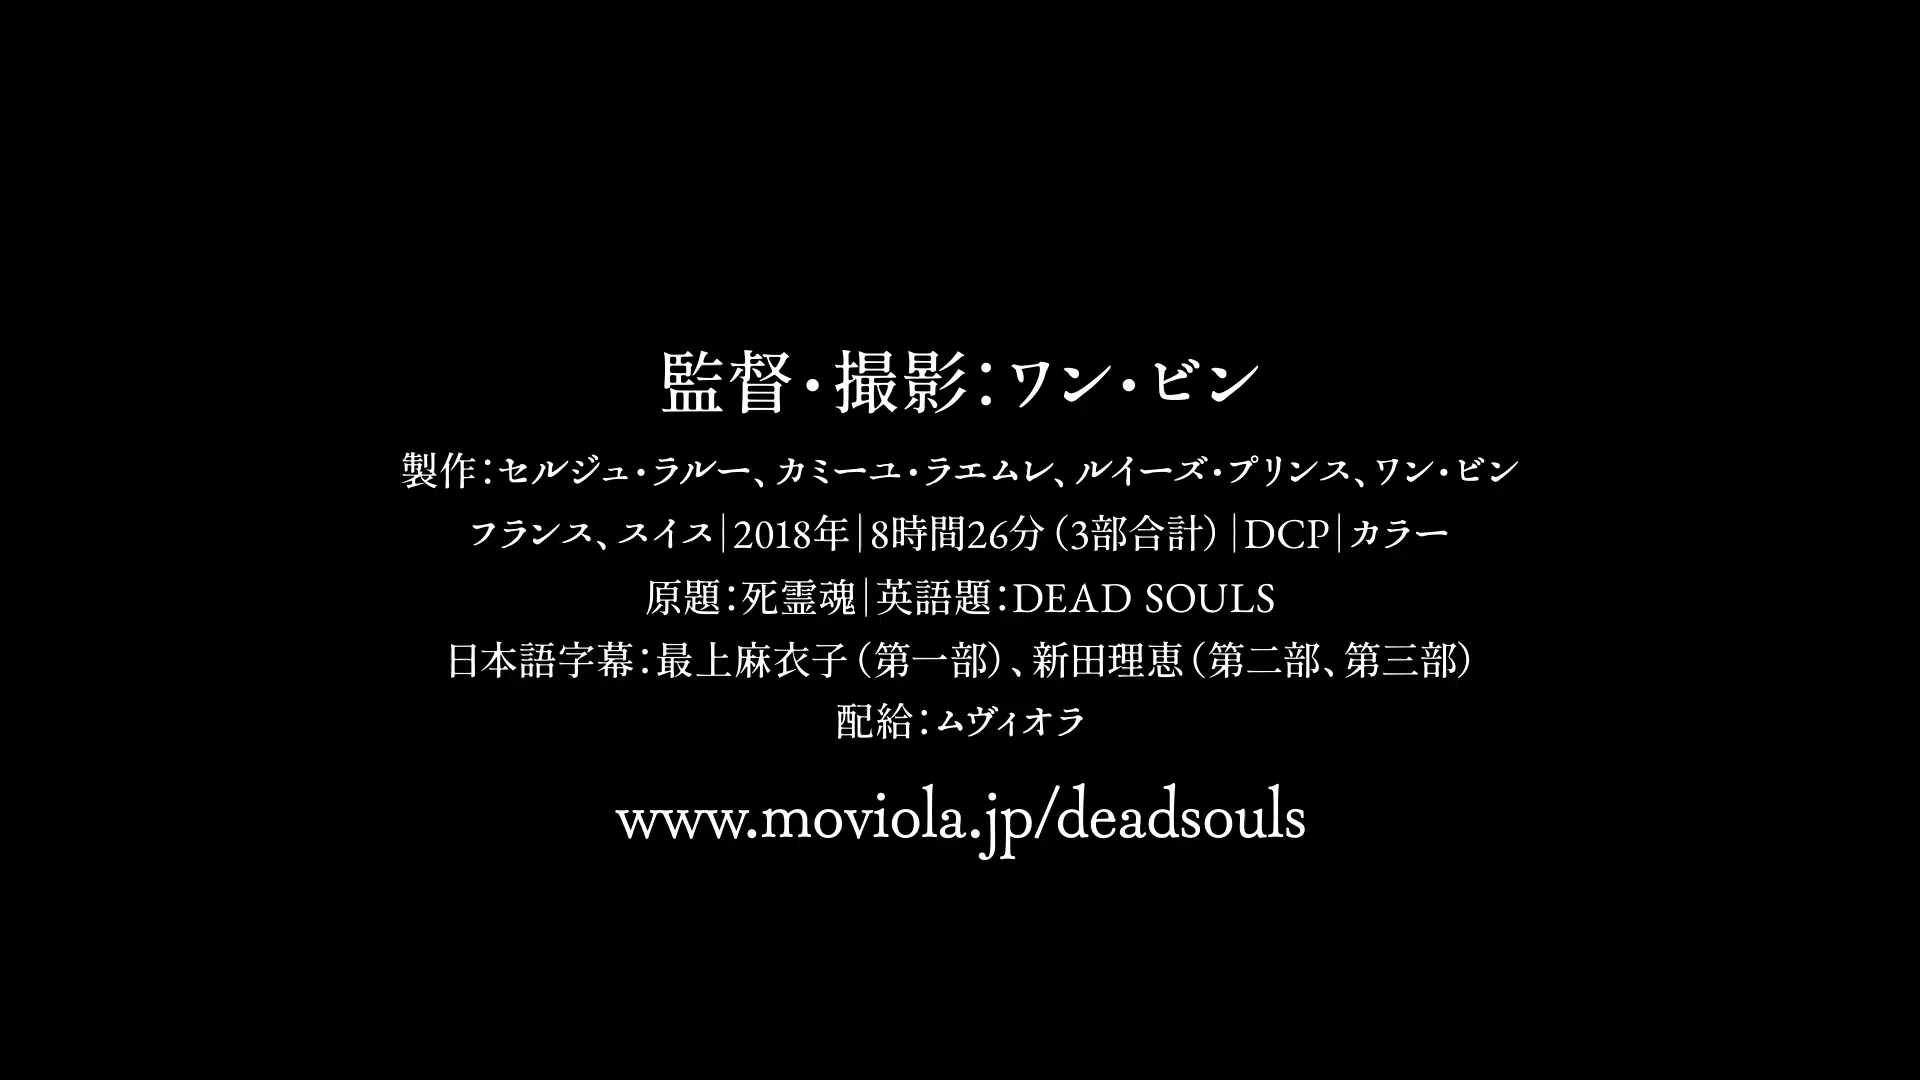 監督・撮影：ワン・ビン
製作：セルジュ・ラルー、カミーユ・ラエムレ、ルイーズ・プリンス、ワン・ビン
フランス、スイス｜2018年｜8時間26分（3部合計）｜DCP｜カラー
原題：死霊魂｜英語題：DEAD SOULS
日本語字幕：最上麻衣子（第一部）、新田理恵（第二部、第三部）
配給：ムヴィオラ
www.moviola.jp/deadsouls